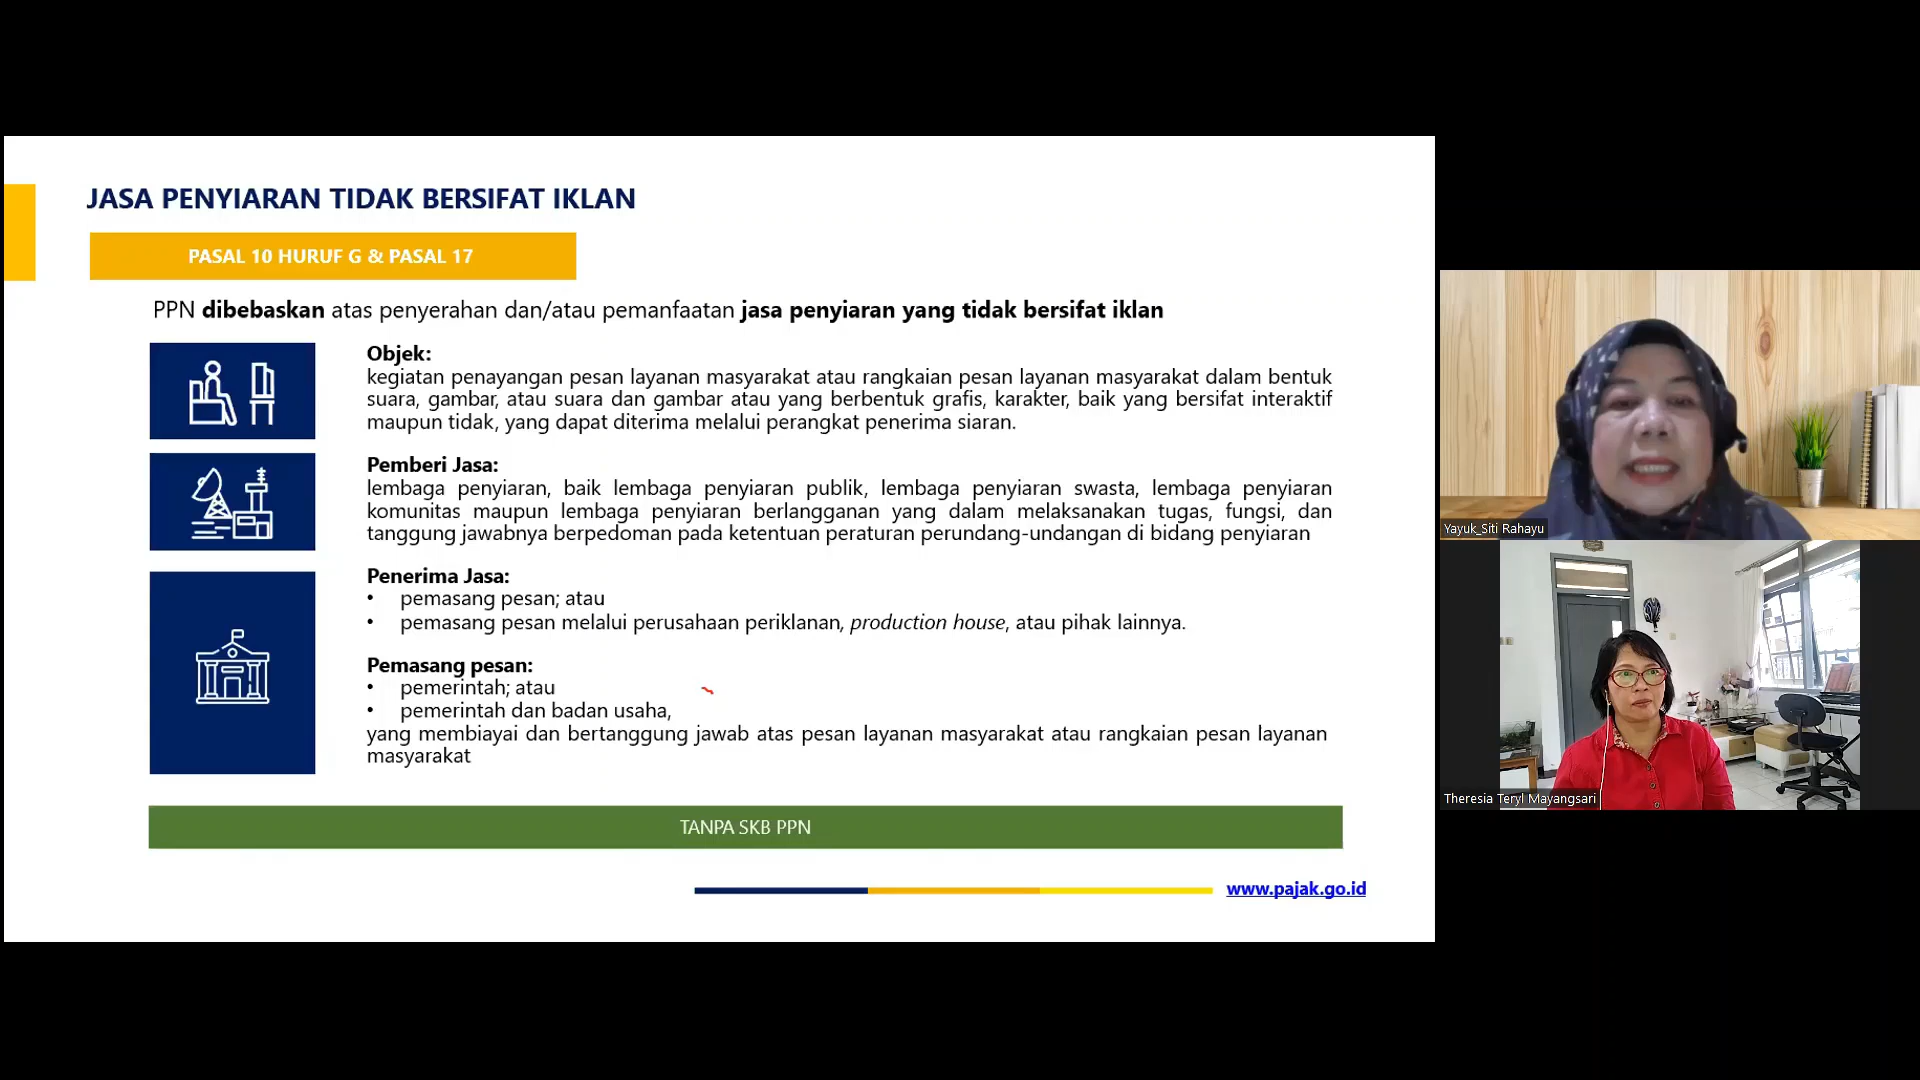 JASA PENYIARAN TIDAK BERSIFAT IKLAN
PASAL 10 HURUF G & PASAL 17
PPN dibebaskan atas penyerahan dan/atau pemanfaatan jasa penyiaran yang tidak bersifat iklan
Objek:
kegiatan penayangan pesan layanan masyarakat atau rangkaian pesan layanan masyarakat dalam bentuk
suara, gambar, atau suara dan gambar atau yang berbentuk grafis, karakter, baik yang bersifat interaktif
maupun tidak, yang dapat diterima melalui perangkat penerima siaran.
Pemberi Jasa:
lembaga penyiaran, baik lembaga penyiaran publik, lembaga penyiaran swasta, lembaga penyiaran
komunitas maupun lembaga penyiaran berlangganan yang dalam melaksanakan tugas, fungsi, dan
tanggung jawabnya berpedoman pada ketentuan peraturan perundang-undangan di bidang penyiaran
Penerima Jasa:
• pemasang pesan; atau
• pemasang pesan melalui perusahaan periklanan, production house, atau pihak lainnya.
Pemasang pesan:
• pemerintah; atau
• pemerintah dan badan usaha,
yang membiayai dan bertanggung jawab atas pesan layanan masyarakat atau rangkaian pesan layanan
masyarakat
TANPA SKB PPN
www.pajak.go.id
Yayuk_Siti Rahayu
Theresia Teryl Mayangsari